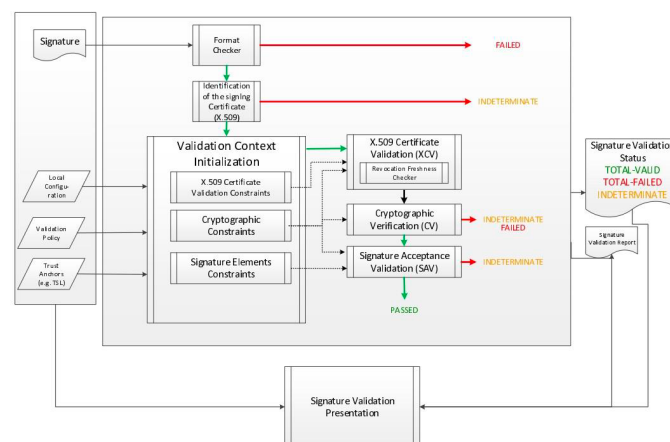 Signature
Format
Checker
FAILED
Identification
of the signing
Certificate
(X.509)
INDETERMINATE
Validation Context
Initialization
X.509 Certificate
Validation Constraints
Cryptographic
Constraints
Signature Elements
Constraints
X.509 Certificate
Validation (XCV)
Revocation Freshness
Checker
Cryptographic
Verification (CV)
INDETERMINATE
FAILED
Signature Acceptance
Validation (SAV)
INDETERMINATE
PASSED
Local
Configu-
ration
Validation
Policy
Trust
Anchors
(e.g. TSL)
Signature Validation
Status
TOTAL-VALID
TOTAL-FAILED
INDETERMINATE
Signature
Validation Report
Signature Validation
Presentation